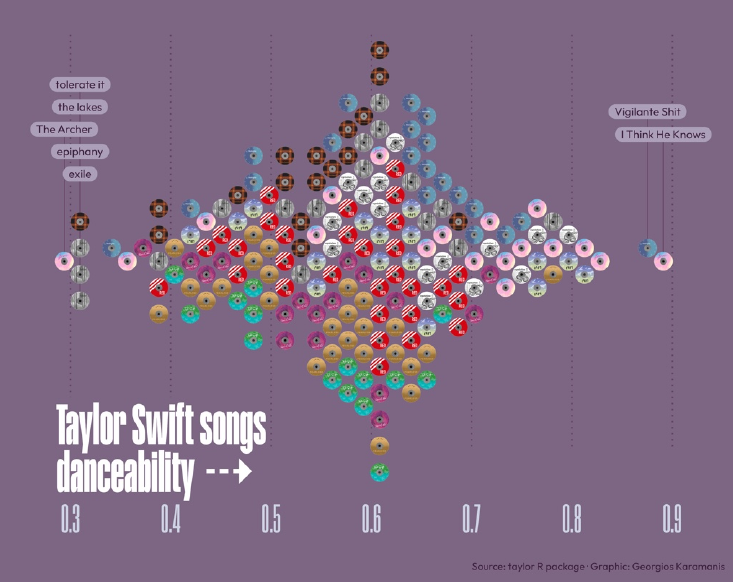 tolerate it
the lakes
The Archer
epiphany
exile
Vigilante Shit
I Think He Knows
Taylor Swift songs
danceability
0.3 0.4 0.5 0.6 0.7 0.8 0.9
Source: taylor R package · Graphic: Georgios Karamanis